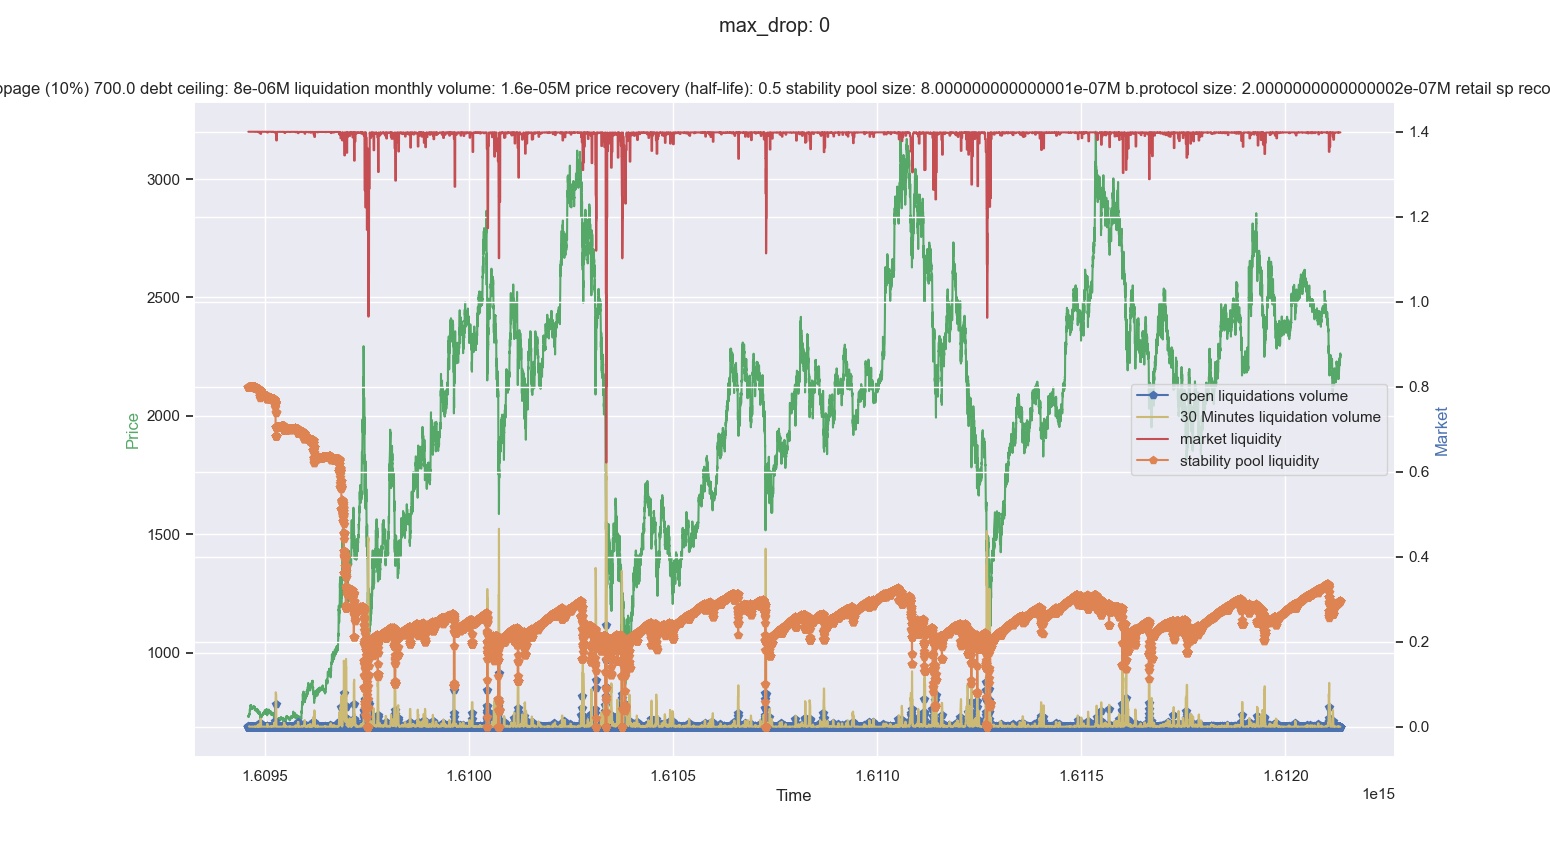 max_drop: 0
(10%) 700.0 debt ceiling: 8e-06M liquidation monthly volume: 1.6e-05M price recovery (half-life): 0.5 stability pool size: 8.000000000000001e-07M b.protocol size: 2.0000000000000002e-07M retail sp
3000
2500
2000
1500
1000
Price
1.4
1.2
1.0
0.8
0.6
0.4
0.2
0.0
Market
open liquidations volume
30 Minutes liquidation volume
market liquidity
stability pool liquidity
1.6095
1.6100
1.6105
1.6110
1.6115
1.6120
Time
1e15